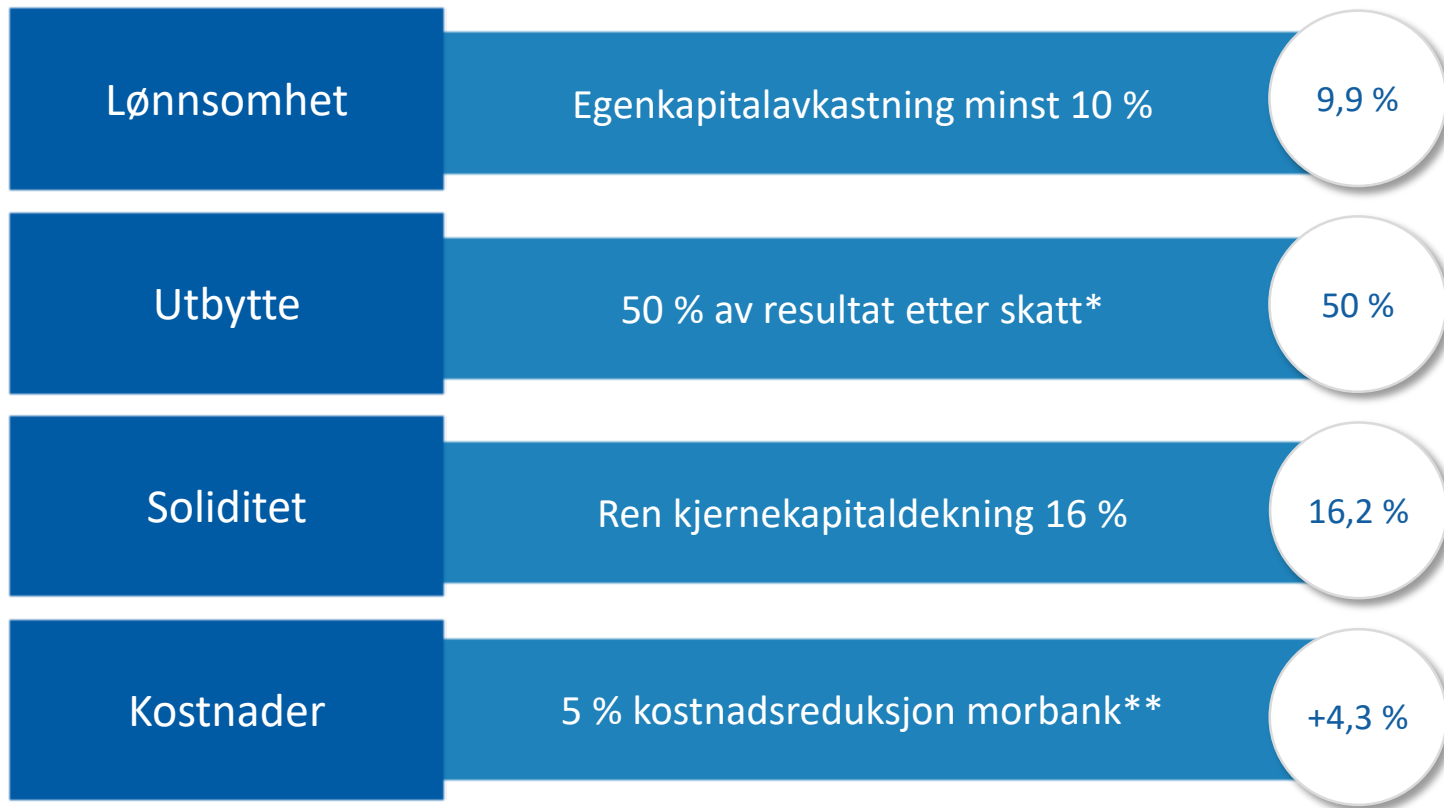 Lønnsomhet
Egenkapitalavkastning minst 10 %
9,9 %
Utbytte
50 % av resultat etter skatt*
50 %
Soliditet
Ren kjernekapitaldekning 16 %
16,2 %
Kostnader
5 % kostnadsreduksjon morbank**
+4,3 %